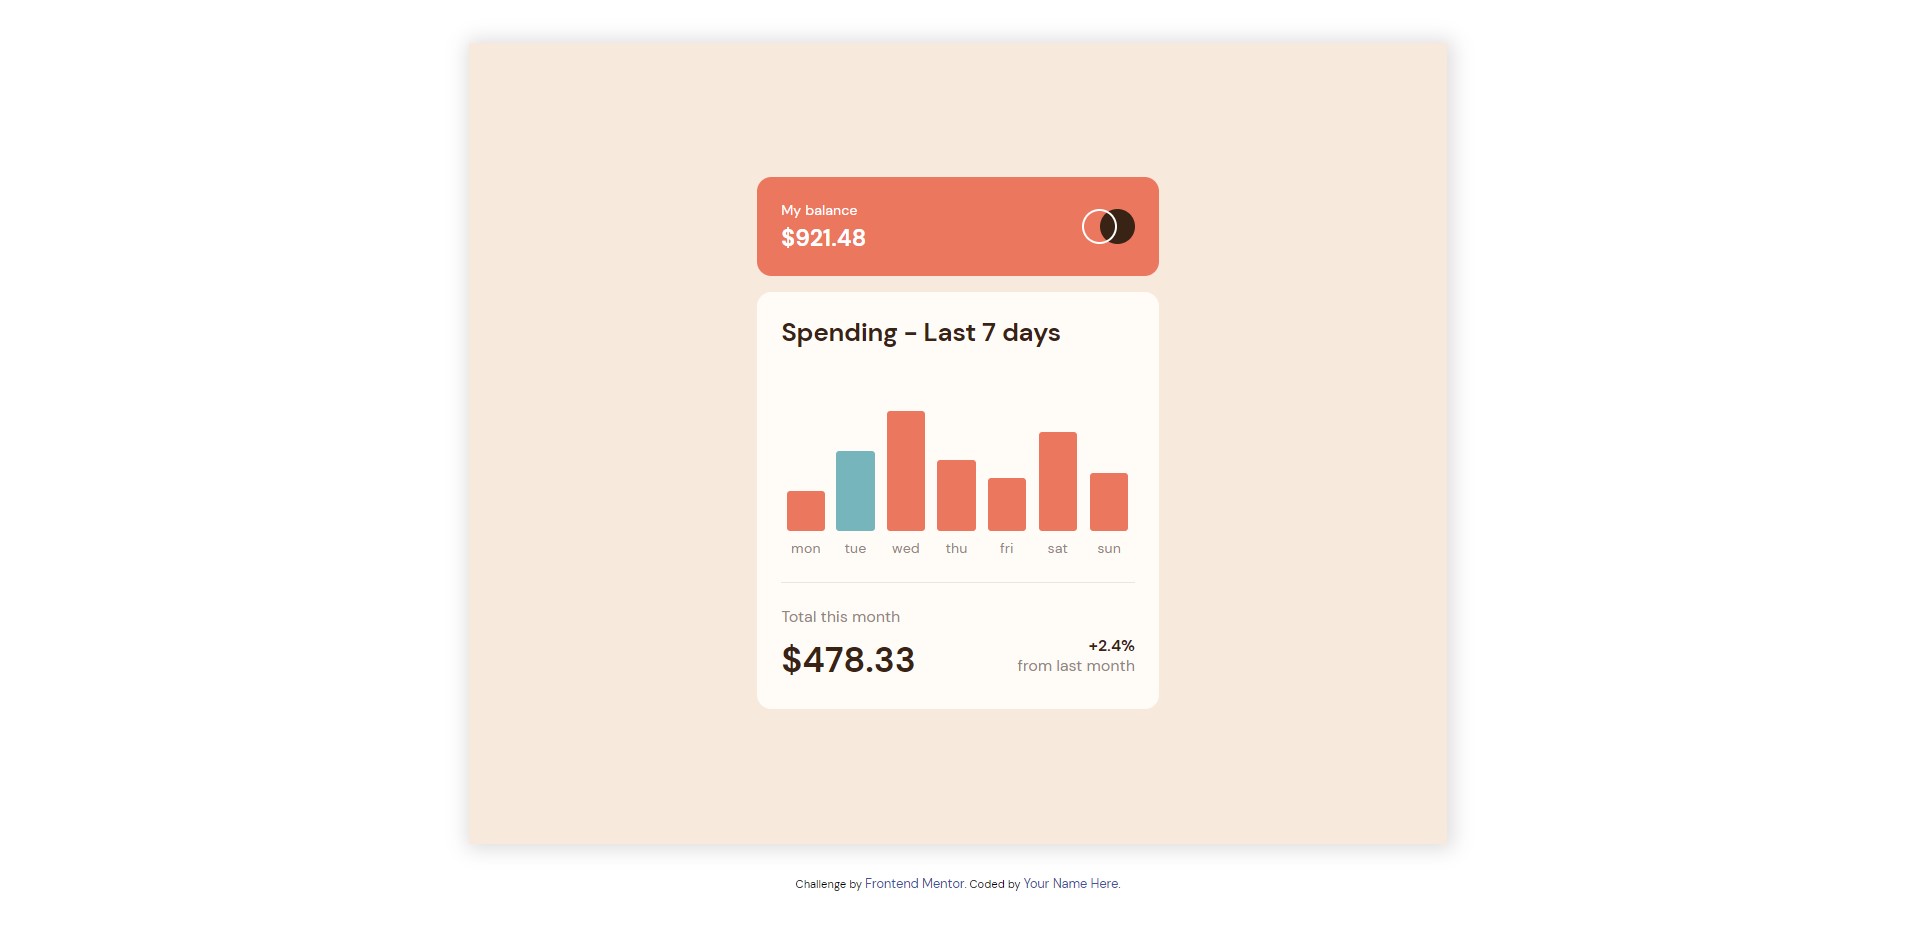 My balance
$921.48
Spending - Last 7 days
mon tue wed thu fri sat sun
Total this month
$478.33
+2.4%
from last month
Challenge by Frontend Mentor. Coded by Your Name Here.